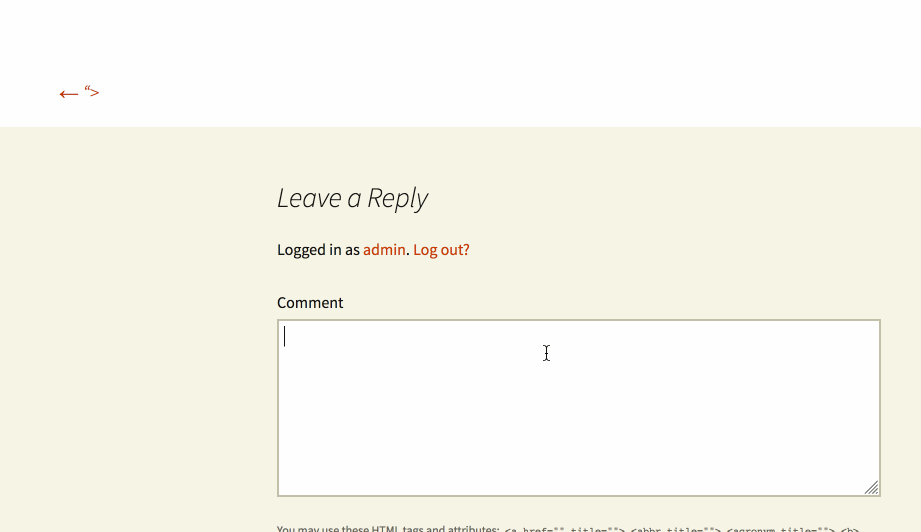 ← “>
Leave a Reply
Logged in as admin. Log out?
Comment
You may use these HTML tags and attributes: <a href="" title=""> <abbr title=""> <acronym title=""> <b>